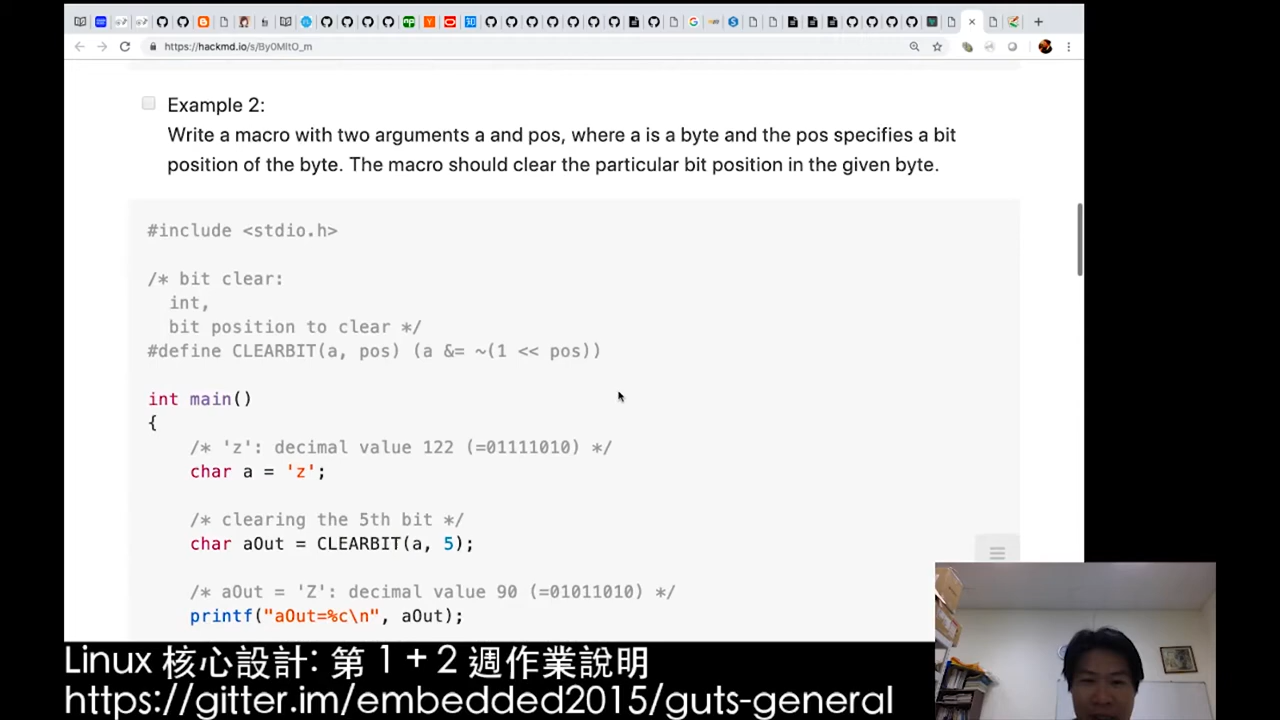 https://hackmd.io/s/By0MltO_m
Example 2:
Write a macro with two arguments a and pos, where a is a byte and the pos specifies a bit
position of the byte. The macro should clear the particular bit position in the given byte.
#include <stdio.h>
/* bit clear:
int,
bit position to clear */
#define CLEARBIT(a, pos) (a &= ~(1 << pos))
int main()
{
/* 'z': decimal value 122 (=01111010) */
char a = 'z';
/* clearing the 5th bit */
char aOut = CLEARBIT(a, 5);
/* aOut = 'Z': decimal value 90 (=01011010) */
printf("aOut=%c\n", aOut);
Linux 核心設計: 第 1 + 2 週作業說明
https://gitter.im/embedded2015/guts-general